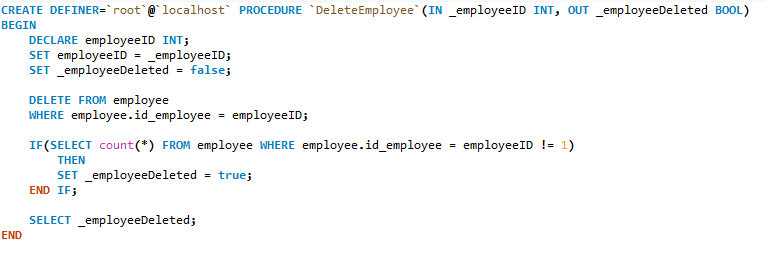 CREATE DEFINER=`root`@`localhost` PROCEDURE `DeleteEmployee`(IN _employeeID INT, OUT _employeeDeleted BOOL)
BEGIN
    DECLARE employeeID INT;
    SET employeeID = _employeeID;
    SET _employeeDeleted = false;

    DELETE FROM employee
    WHERE employee.id_employee = employeeID;

    IF(SELECT count(*) FROM employee WHERE employee.id_employee = employeeID != 1)
        THEN
        SET _employeeDeleted = true;
    END IF;

    SELECT _employeeDeleted;
END